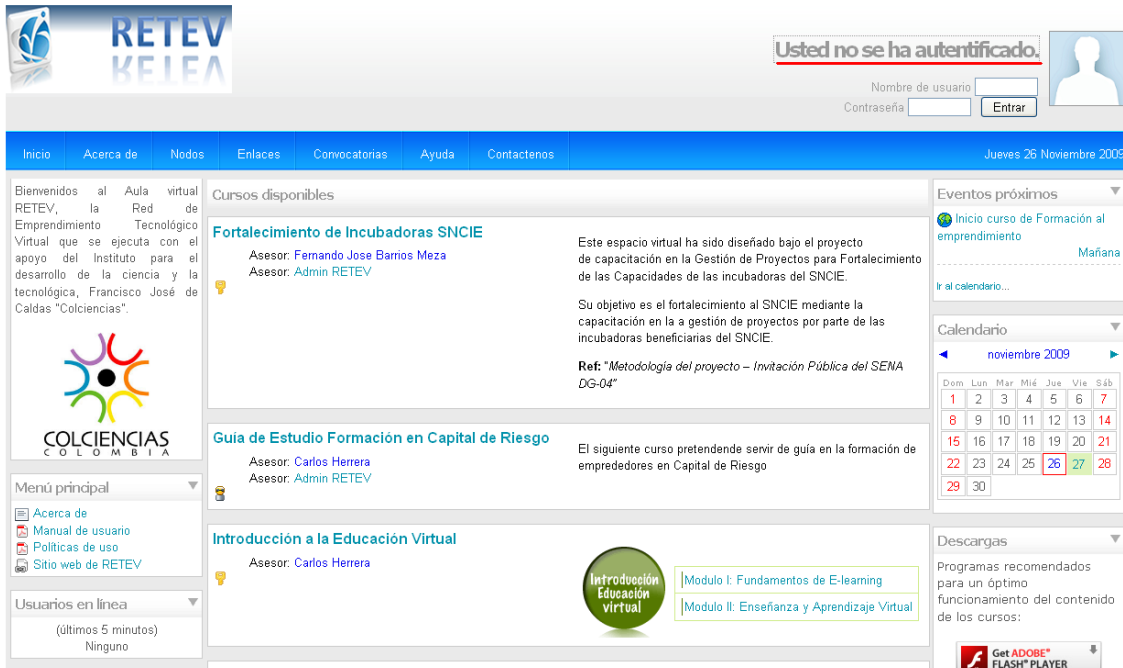 RETEV
Usted no se ha autentificado.
Nombre de usuario
Contraseña
Entrar
Inicio Acerca de Nodos Enlaces Convocatorias Ayuda Contactenos
Jueves 26 Noviembre 2009
Bienvenidos al Aula virtual
RETEV, la Red de
Emprendimiento Tecnológico
Virtual que se ejecuta con el
apoyo del Instituto para el
desarrollo de la ciencia y la
tecnológica, Francisco José de
Caldas "Colciencias".
COLCIENCIAS
COLOMBIA
Menú principal
Acerca de
Manual de usuario
Políticas de uso
Sitio web de RETEV
Usuarios en línea
(últimos 5 minutos)
Ninguno
Cursos disponibles
Fortalecimiento de Incubadoras SNCIE
Asesor: Fernando Jose Barrios Meza
Asesor: Admin RETEV
Este espacio virtual ha sido diseñado bajo el proyecto
de capacitación en la Gestión de Proyectos para Fortalecimiento
de las Capacidades de las incubadoras del SNCIE.
Su objetivo es el fortalecimiento al SNCIE mediante la
capacitación en la a gestión de proyectos por parte de las
incubadoras beneficiarias del SNCIE.
Ref: "Metodología del proyecto – Invitación Pública del SENA
DG-04"
Guía de Estudio Formación en Capital de Riesgo
Asesor: Carlos Herrera
Asesor: Admin RETEV
El siguiente curso pretendende servir de guía en la formación de
empredores en Capital de Riesgo
Introducción a la Educación Virtual
Asesor: Carlos Herrera
Introducción
Educación
virtual
Modulo I: Fundamentos de E-learning
Modulo II: Enseñanza y Aprendizaje Virtual
Eventos próximos
Inicio curso de Formación al
emprendimiento
Mañana
Ir al calendario...
Calendario
noviembre 2009
Dom Lun Mar Mié Jue Vie Sáb
1 2 3 4 5 6 7
8 9 10 11 12 13 14
15 16 17 18 19 20 21
22 23 24 25 26 27 28
29 30
Descargas
Programas recomendados
para un óptimo
funcionamiento del contenido
de los cursos:
Get ADOBE®
FLASH® PLAYER